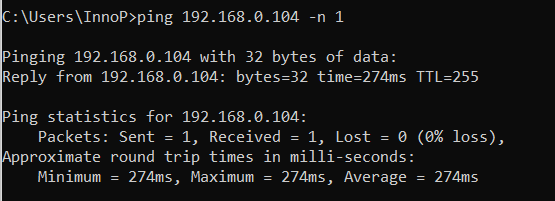 C:\Users\InnoP>ping 192.168.0.104 -n 1
Pinging 192.168.0.104 with 32 bytes of data:
Reply from 192.168.0.104: bytes=32 time=274ms TTL=255
Ping statistics for 192.168.0.104:
    Packets: Sent = 1, Received = 1, Lost = 0 (0% loss),
Approximate round trip times in milli-seconds:
    Minimum = 274ms, Maximum = 274ms, Average = 274ms